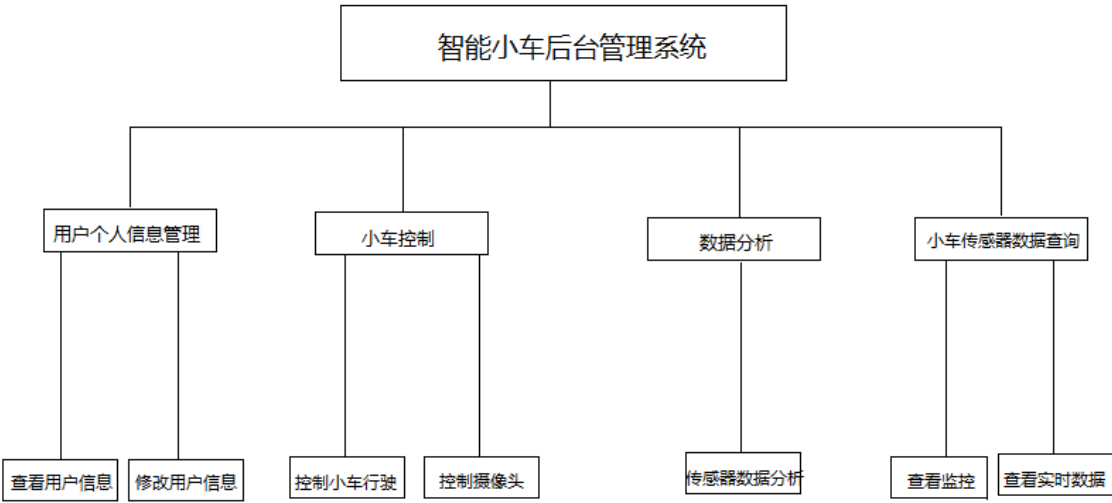 智能小车后台管理系统
用户个人信息管理
小车控制
数据分析
小车传感器数据查询
查看用户信息
修改用户信息
控制小车行驶
控制摄像头
传感器数据分析
查看监控
查看实时数据